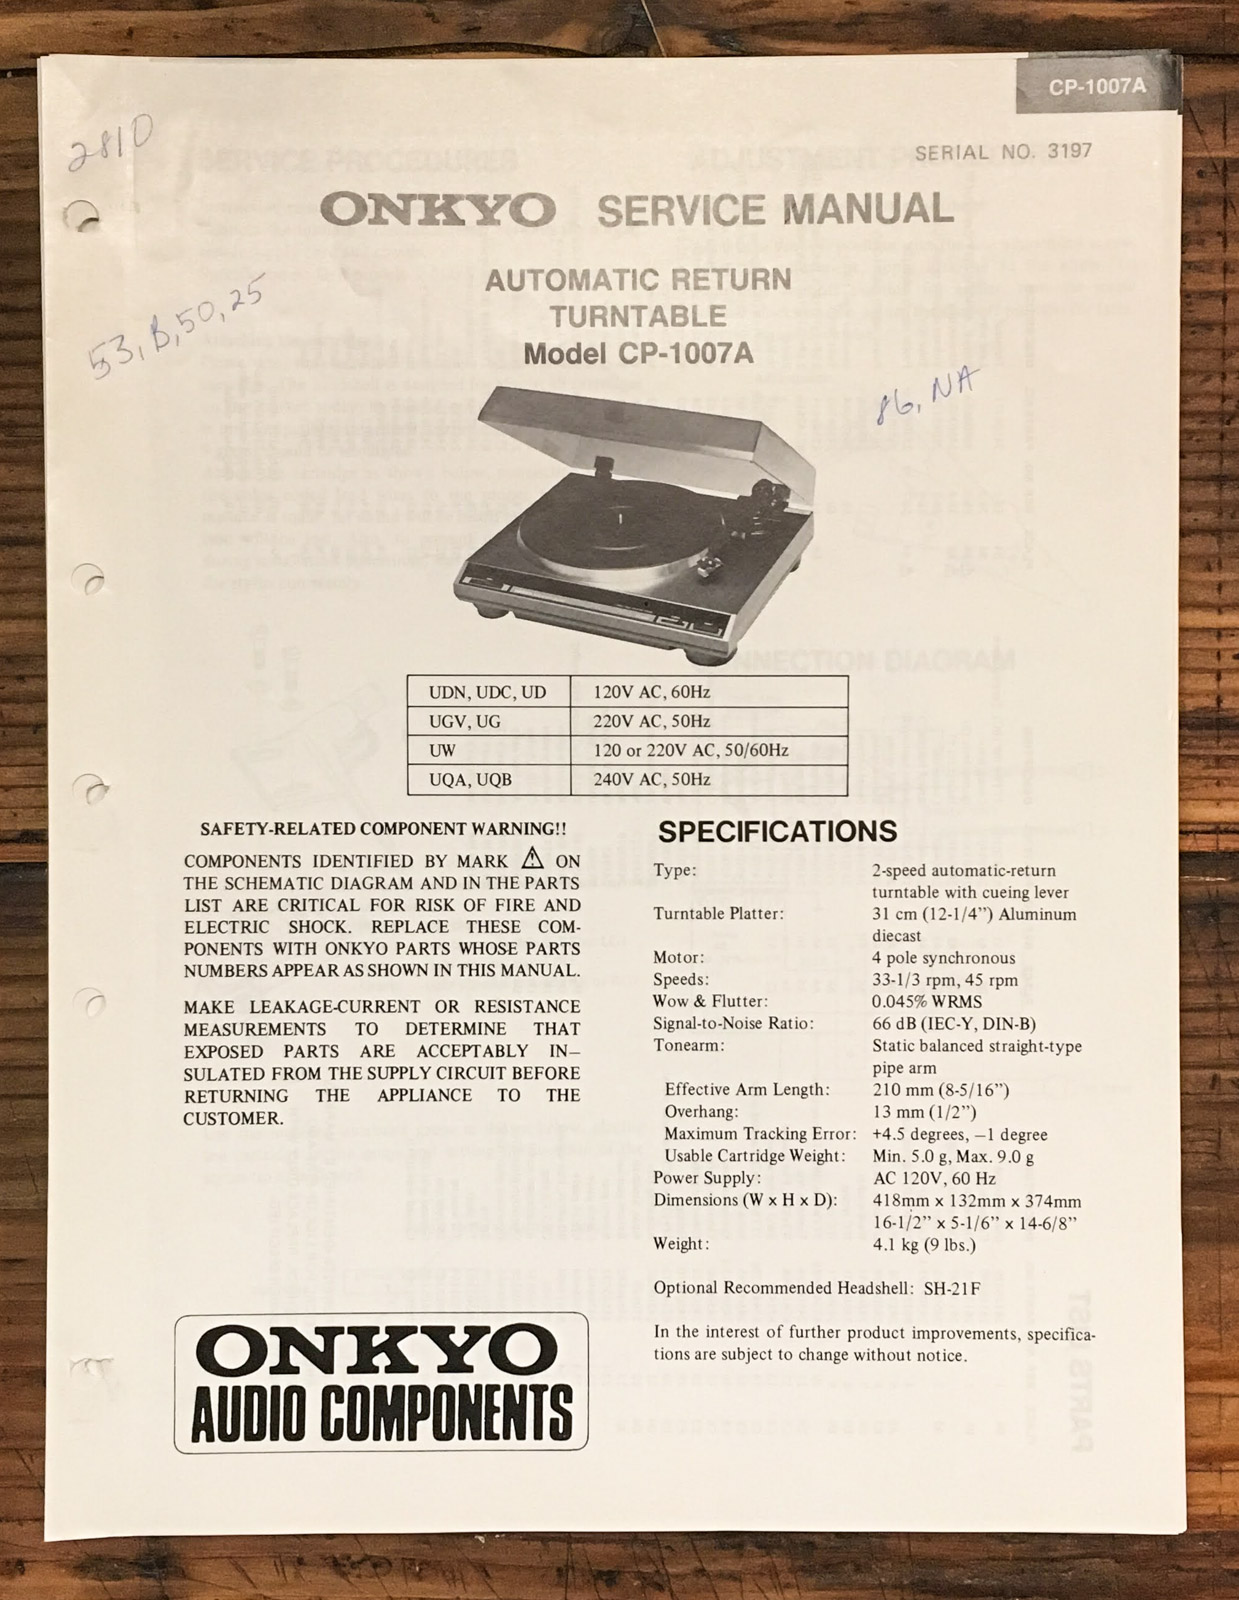 CP-1007A
2810
SERIAL NO. 3197
ONKYO SERVICE MANUAL
AUTOMATIC RETURN
TURNTABLE
Model CP-1007A
53, B, 50, 25
86, NA
UDN, UDC, UD 120V AC, 60Hz
UGV, UG 220V AC, 50Hz
UW 120 or 220V AC, 50/60Hz
UQA, UQB 240V AC, 50Hz
SAFETY-RELATED COMPONENT WARNING!!
COMPONENTS IDENTIFIED BY MARK ⚠ ON
THE SCHEMATIC DIAGRAM AND IN THE PARTS
LIST ARE CRITICAL FOR RISK OF FIRE AND
ELECTRIC SHOCK. REPLACE THESE COM-
PONENTS WITH ONKYO PARTS WHOSE PARTS
NUMBERS APPEAR AS SHOWN IN THIS MANUAL.
MAKE LEAKAGE-CURRENT OR RESISTANCE
MEASUREMENTS TO DETERMINE THAT
EXPOSED PARTS ARE ACCEPTABLY IN–
SULATED FROM THE SUPPLY CIRCUIT BEFORE
RETURNING THE APPLIANCE TO THE
CUSTOMER.
SPECIFICATIONS
Type: 2-speed automatic-return
turntable with cueing lever
Turntable Platter: 31 cm (12-1/4”) Aluminum
diecast
Motor: 4 pole synchronous
Speeds: 33-1/3 rpm, 45 rpm
Wow & Flutter: 0.045% WRMS
Signal-to-Noise Ratio: 66 dB (IEC-Y, DIN-B)
Tonearm: Static balanced straight-type
pipe arm
Effective Arm Length: 210 mm (8-5/16”)
Overhang: 13 mm (1/2”)
Maximum Tracking Error: +4.5 degrees, –1 degree
Usable Cartridge Weight: Min. 5.0 g, Max. 9.0 g
Power Supply: AC 120V, 60 Hz
Dimensions (W x H x D): 418mm x 132mm x 374mm
16-1/2” x 5-1/6” x 14-6/8”
Weight: 4.1 kg (9 lbs.)
Optional Recommended Headshell: SH-21F
In the interest of further product improvements, specifica-
tions are subject to change without notice.
ONKYO
AUDIO COMPONENTS